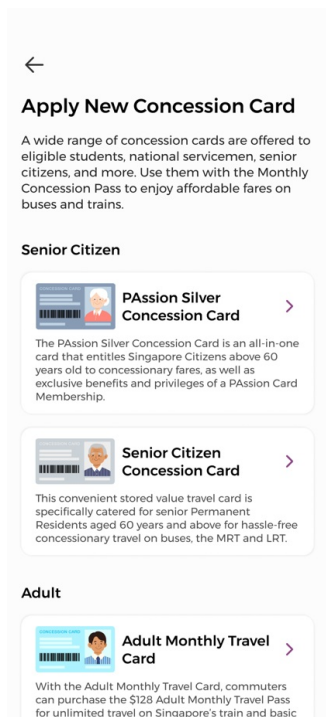 Apply New Concession Card
A wide range of concession cards are offered to
eligible students, national servicemen, senior
citizens, and more. Use them with the Monthly
Concession Pass to enjoy affordable fares on
buses and trains.
Senior Citizen
CONCESSION CARD
PAssion Silver
Concession Card
The PAssion Silver Concession Card is an all-in-one
card that entitles Singapore Citizens above 60
years old to concessionary fares, as well as
exclusive benefits and privileges of a PAssion Card
Membership.
CONCESSION CARD
Senior Citizen
Concession Card
This convenient stored value travel card is
specifically catered for senior Permanent
Residents aged 60 years and above for hassle-free
concessionary travel on buses, the MRT and LRT.
Adult
CONCESSION CARD
Adult Monthly Travel
Card
With the Adult Monthly Travel Card, commuters
can purchase the $128 Adult Monthly Travel Pass
for unlimited travel on Singapore's train and basic